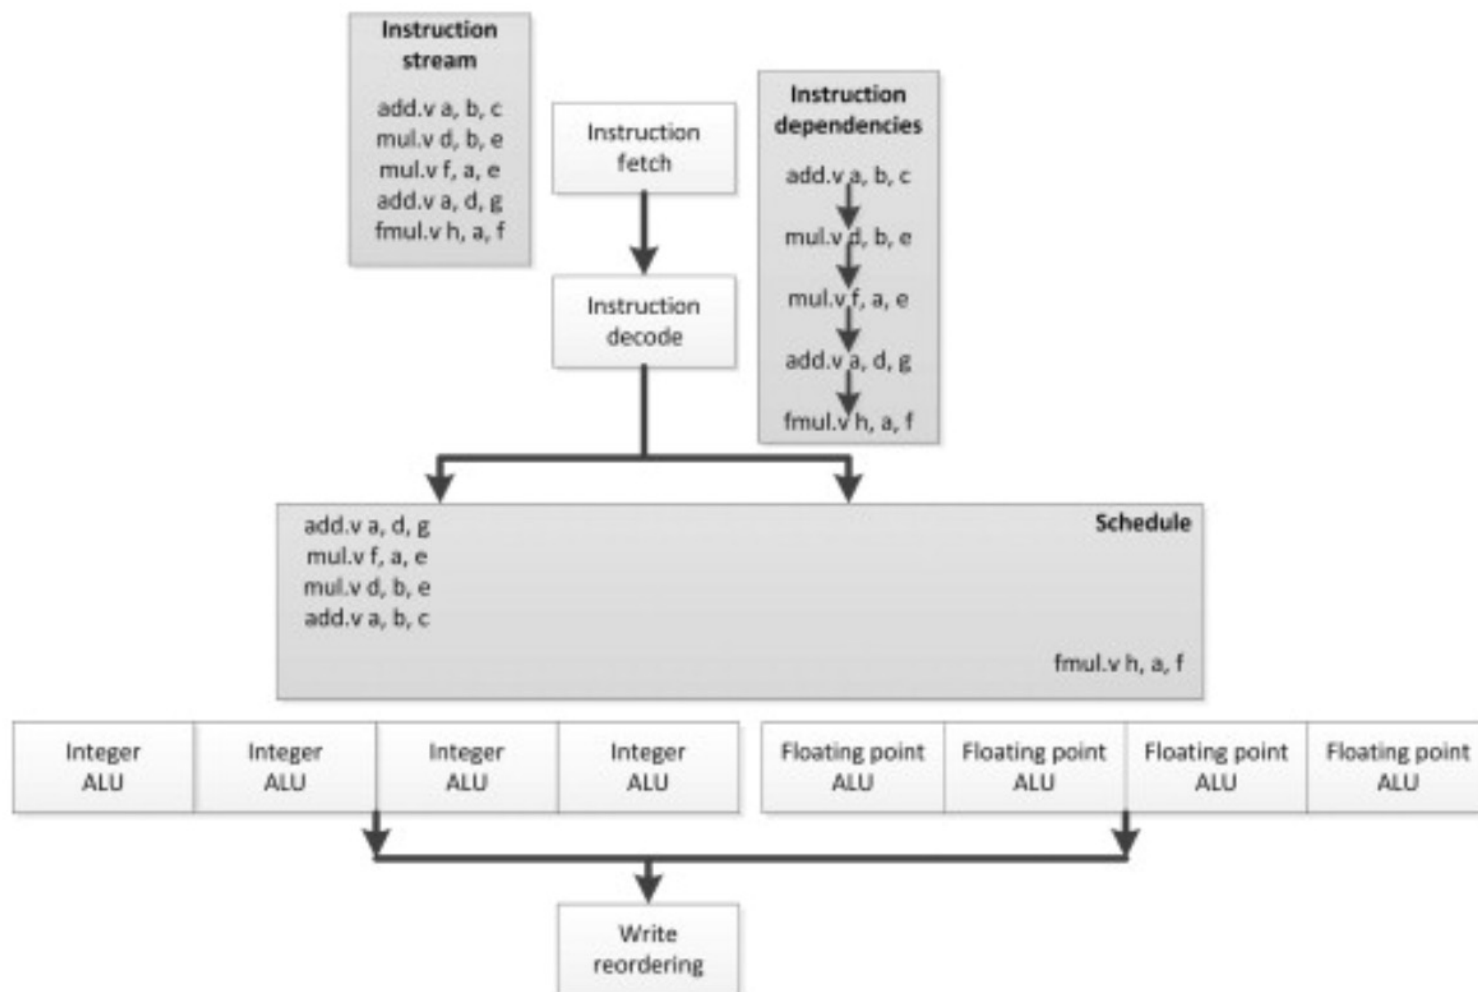 Instruction
stream
add.v a, b, c
mul.v d, b, e
mul.v f, a, e
add.v a, d, g
fmul.v h, a, f
Instruction
fetch
Instruction
decode
Instruction
dependencies
add.v a, b, c
mul.v d, b, e
mul.v f, a, e
add.v a, d, g
fmul.v h, a, f
Schedule
add.v a, d, g
mul.v f, a, e
mul.v d, b, e
add.v a, b, c
fmul.v h, a, f
Integer
ALU
Integer
ALU
Integer
ALU
Integer
ALU
Floating point
ALU
Floating point
ALU
Floating point
ALU
Floating point
ALU
Write
reordering